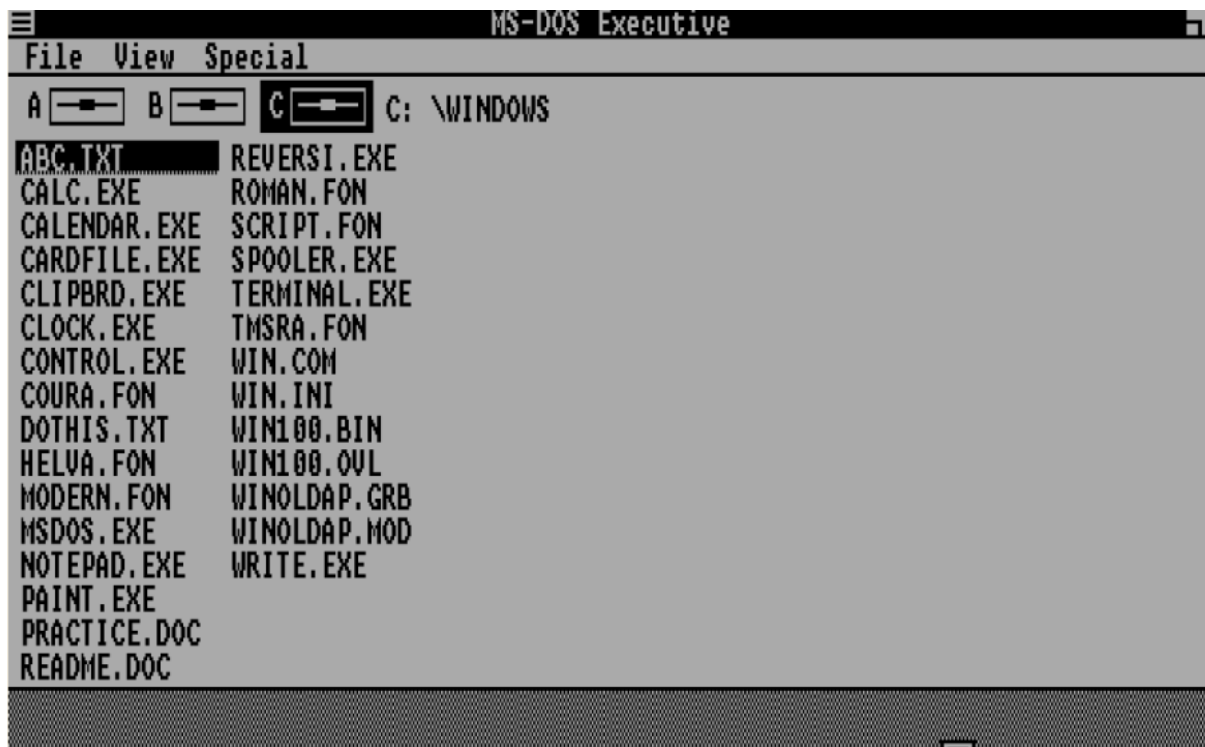 MS-DOS Executive
File View Special
A B C C: \WINDOWS
ABC.TXT
CALC.EXE
CALENDAR.EXE
CARDFILE.EXE
CLIPBRD.EXE
CLOCK.EXE
CONTROL.EXE
COURA.FON
DOTHIS.TXT
HELVA.FON
MODERN.FON
MSDOS.EXE
NOTEPAD.EXE
PAINT.EXE
PRACTICE.DOC
README.DOC
REVERSI.EXE
ROMAN.FON
SCRIPT.FON
SPOOLER.EXE
TERMINAL.EXE
TMSRA.FON
WIN.COM
WIN.INI
WIN100.BIN
WIN100.OVL
WINOLDAP.GRB
WINOLDAP.MOD
WRITE.EXE